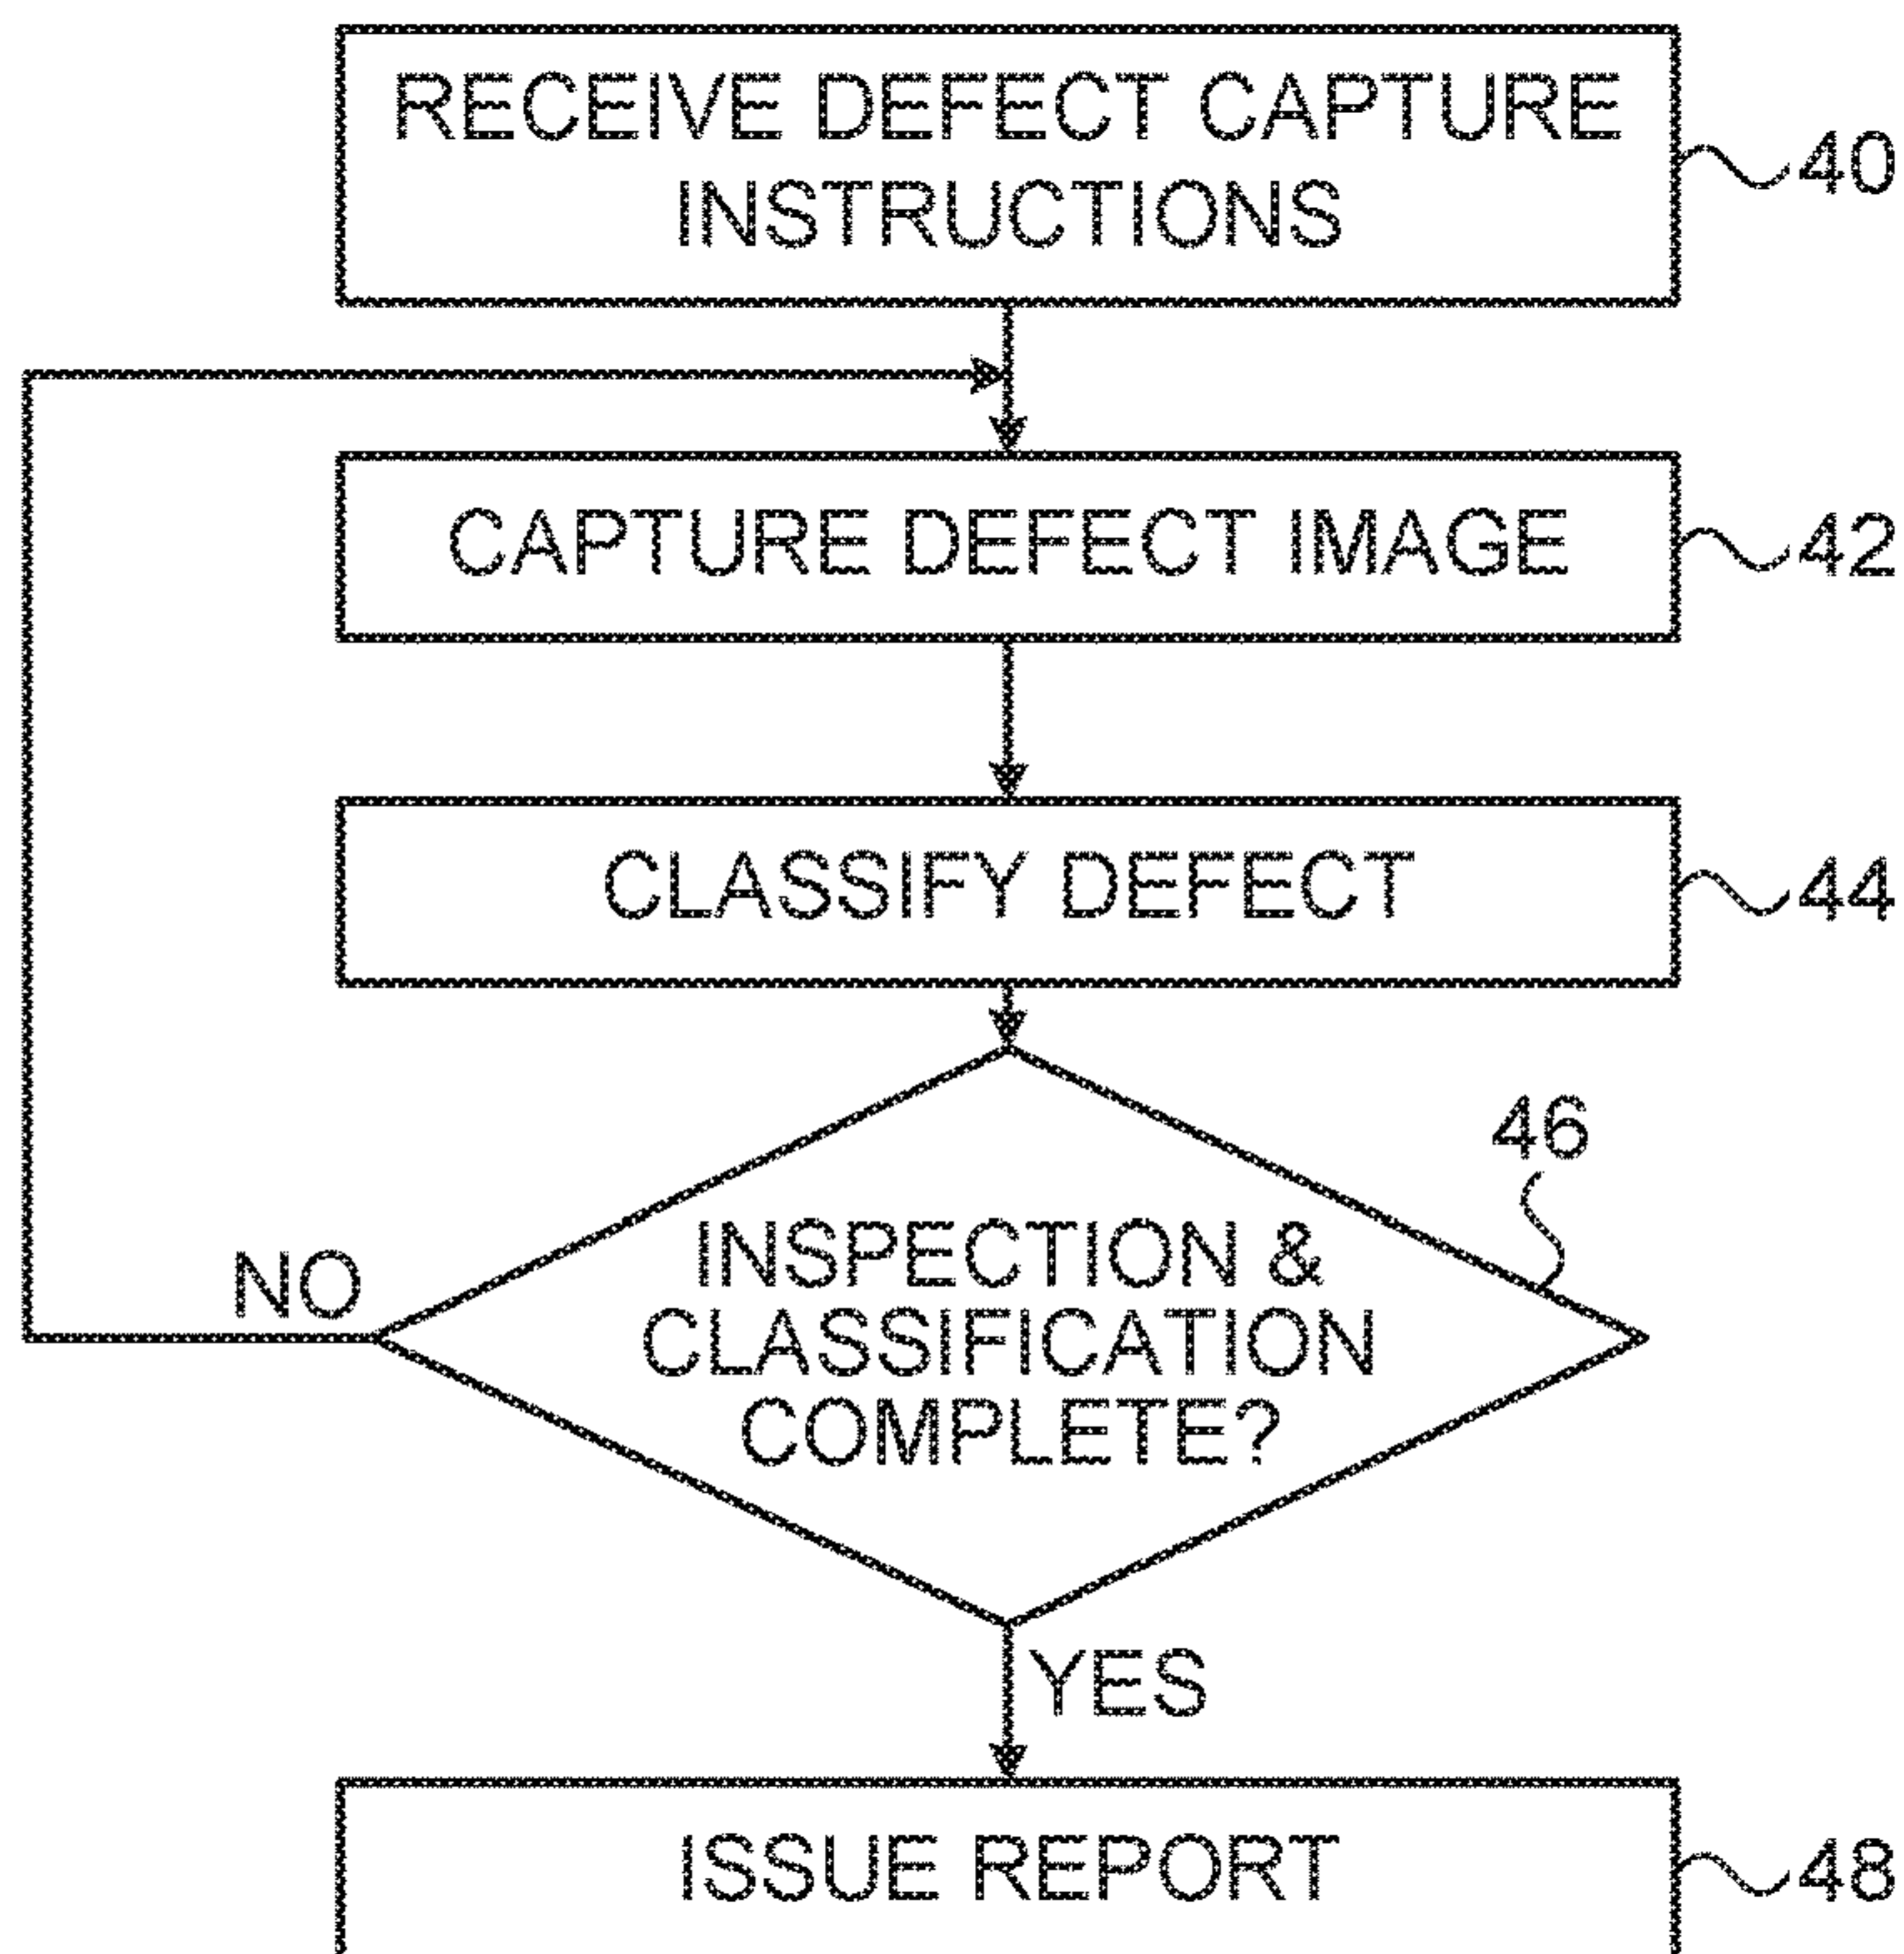 RECEIVE DEFECT CAPTURE
INSTRUCTIONS
40
CAPTURE DEFECT IMAGE
42
CLASSIFY DEFECT
44
46
INSPECTION &
CLASSIFICATION
COMPLETE?
NO
YES
ISSUE REPORT
48